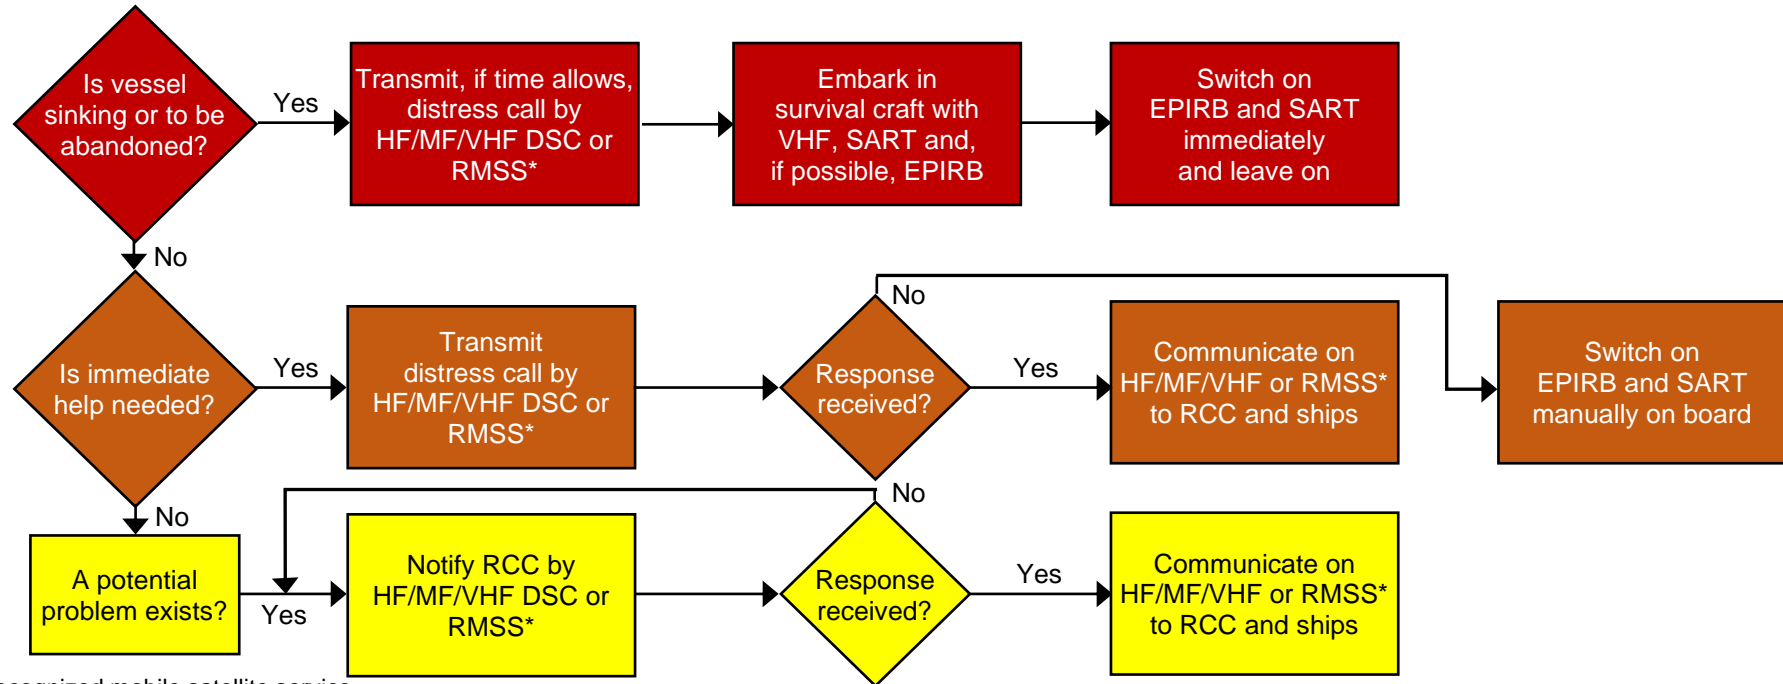 Is vessel
sinking or to be
abandoned?
Yes
Transmit, if time allows,
distress call by
HF/MF/VHF DSC or
RMSS*
Embark in
survival craft with
VHF, SART and,
if possible, EPIRB
Switch on
EPIRB and SART
immediately
and leave on
No
Is immediate
help needed?
Yes
Transmit
distress call by
HF/MF/VHF DSC or
RMSS*
Response
received?
No
Yes
Communicate on
HF/MF/VHF or RMSS*
to RCC and ships
Switch on
EPIRB and SART
manually on board
No
A potential
problem exists?
Yes
Notify RCC by
HF/MF/VHF DSC or
RMSS*
Response
received?
No
Yes
Communicate on
HF/MF/VHF or RMSS*
to RCC and ships
mobile satellite service